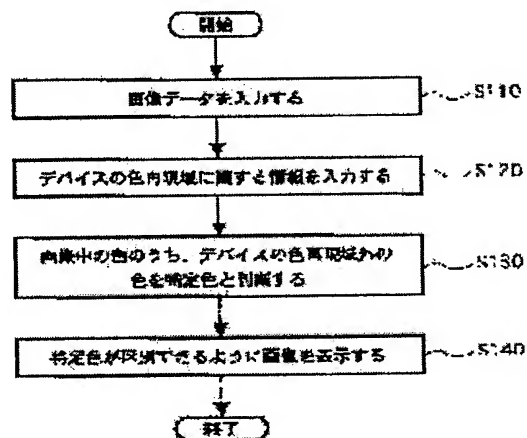 開始
画像データを入力する
S110
デバイスの色再現域に関する情報を入力する
S120
画像中の色のうち、デバイスの色再現域外の
色を特定色と判断する
S130
特定色が区別できるように画像を表示する
S140
終了